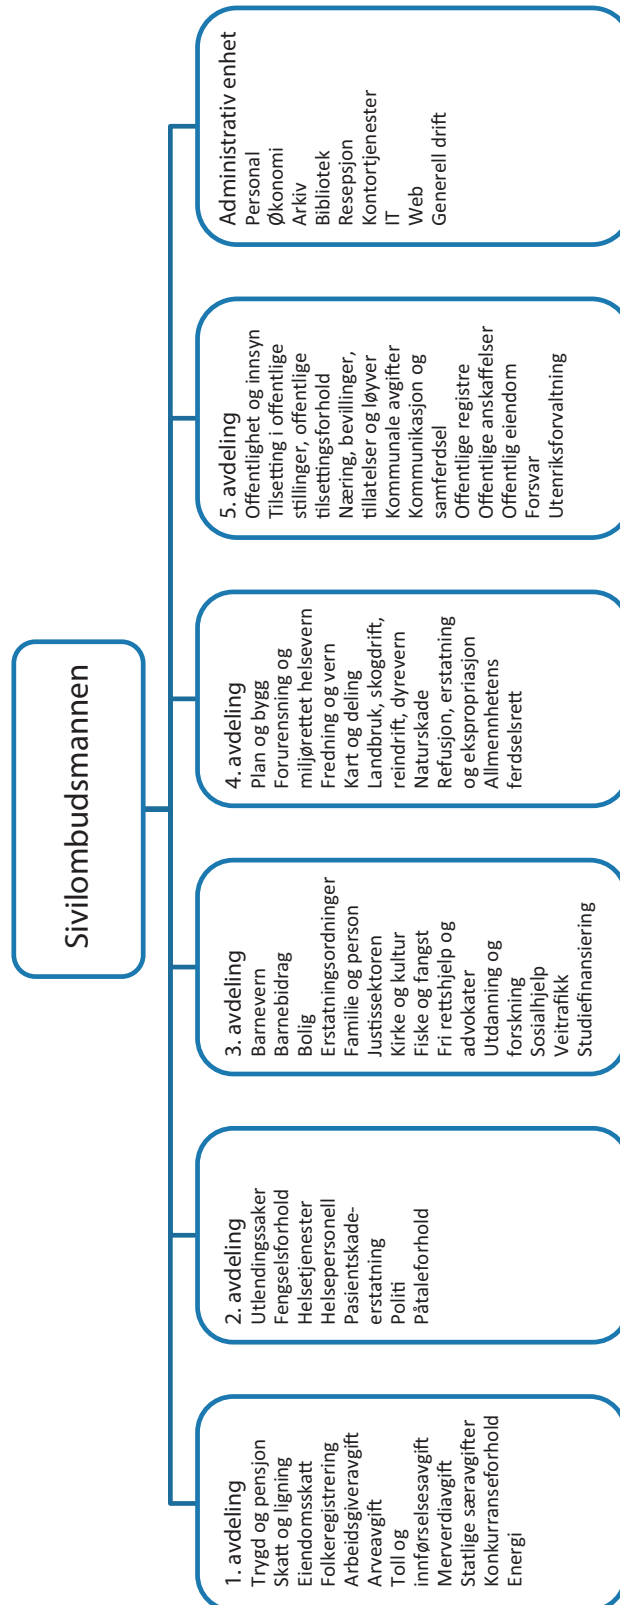 Sivilombudsmannen
1. avdeling
Trygd og pensjon
Skatt og ligning
Eiendomsskatt
Folkeregistrering
Arbeidsgiveravgift
Arveavgift
Toll og
innførselsesavgift
Merverdiavgift
Statlige særavgifter
Konkurranseforhold
Energi
2. avdeling
Utlendingssaker
Fengselsforhold
Helsetjenester
Helsepersonell
Pasientskade-
erstatning
Politi
Påtaleforhold
3. avdeling
Barnevern
Barnebidrag
Bolig
Erstatningsordninger
Familie og person
Justissektoren
Kirke og kultur
Fiske og fangst
Fri rettshjelp og
advokater
Utdanning og
forskning
Sosialhjelp
Veitrafikk
Studiefinansiering
4. avdeling
Plan og bygg
Forurensning og
miljørettet helsevern
Fredning og vern
Kart og deling
Landbruk, skogdrift,
reindrift, dyrevern
Naturskade
Refusjon, erstatning
og ekspropriasjon
Allmennhetens
ferdselsrett
5. avdeling
Offentlighet og innsyn
Tilsetting i offentlige
stillinger, offentlige
tilsettingsforhold
Næring, bevillinger,
tillatelser og løyver
Kommunale avgifter
Kommunikasjon og
samferdsel
Offentlige registre
Offentlige anskaffelser
Offentlig eiendom
Forsvar
Utenriksforvaltning
Administrativ enhet
Personal
Økonomi
Arkiv
Bibliotek
Resepsjon
Kontortjenester
IT
Web
Generell drift